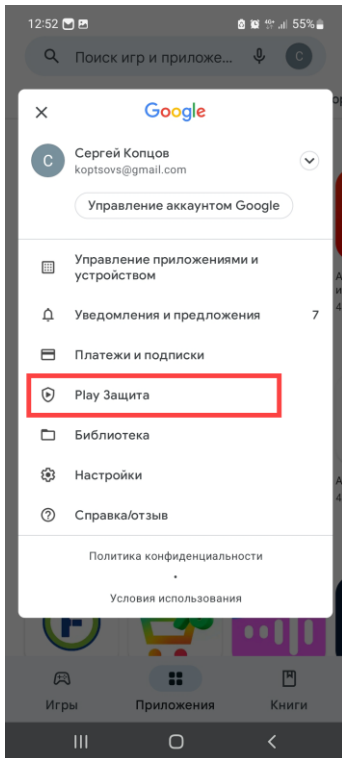 12:52 55%
Поиск игр и приложе... C
Google
C Сергей Копцов
koptsovs@gmail.com
Управление аккаунтом Google
Управление приложениями и
устройством
Уведомления и предложения 7
Платежи и подписки
Play Защита
Библиотека
Настройки
Справка/отзыв
Политика конфиденциальности
•
Условия использования
Игры Приложения Книги